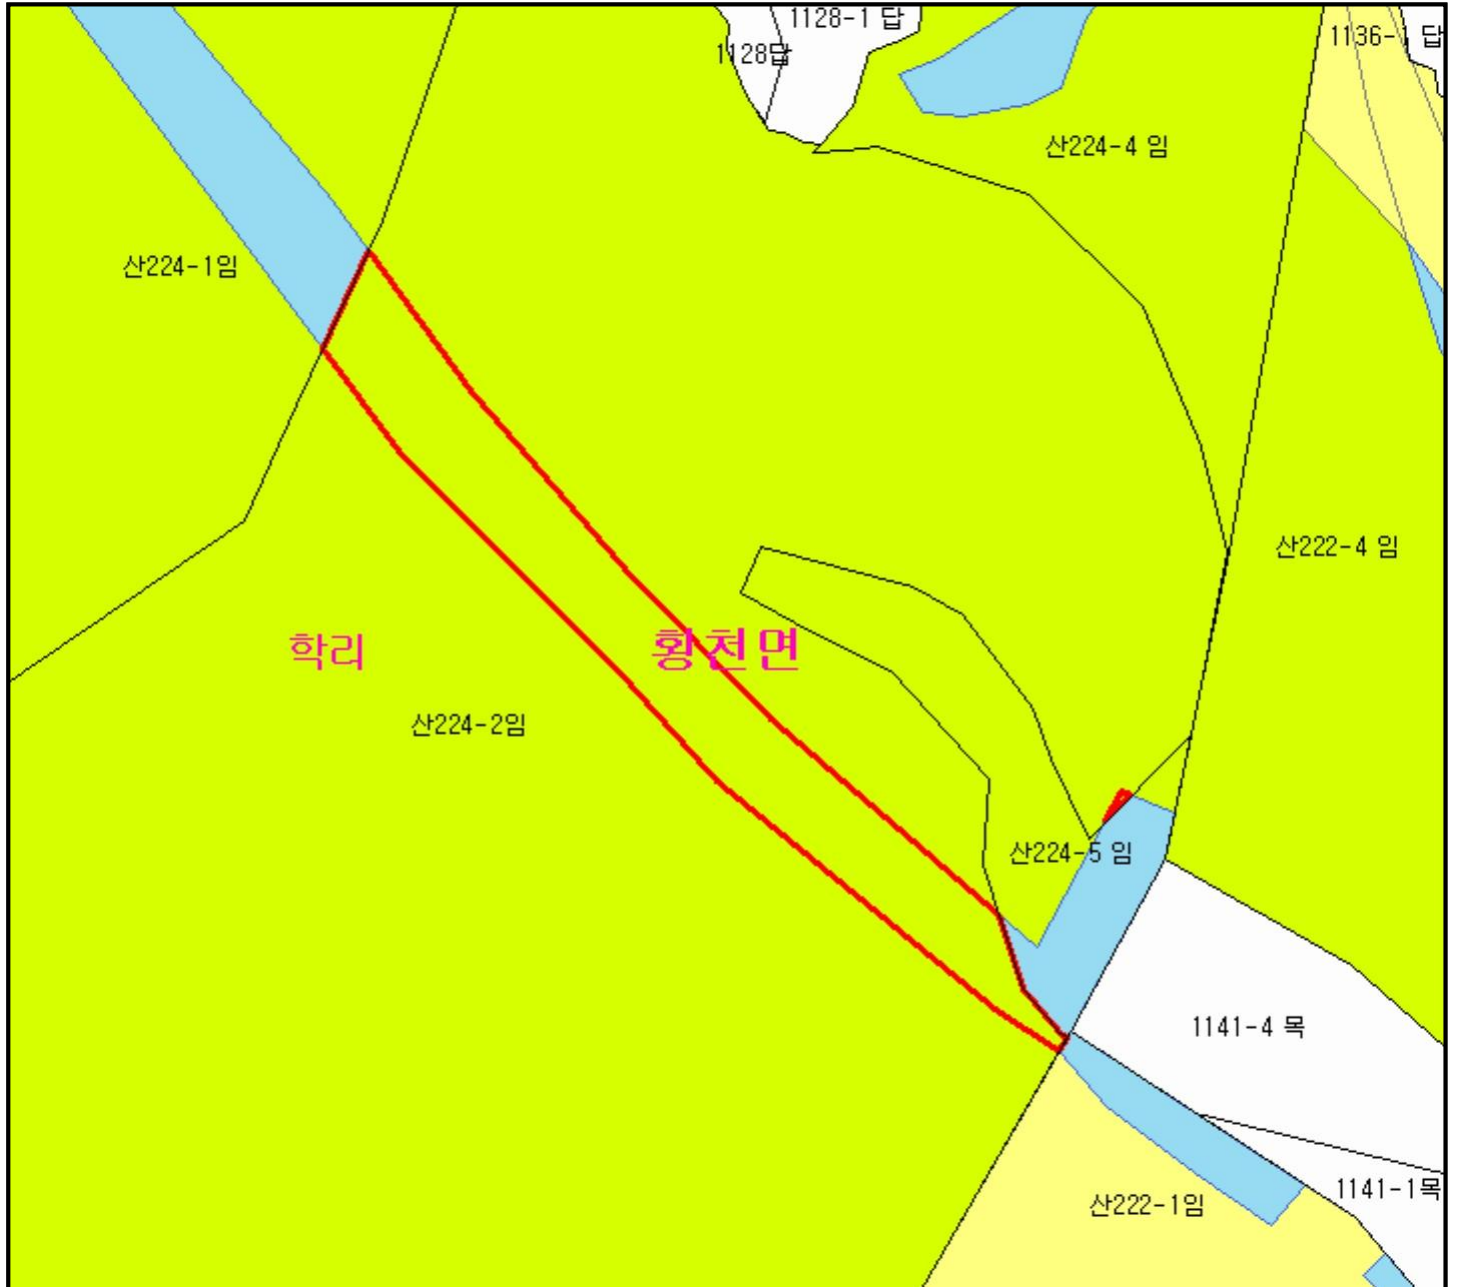 1128-1 답
1136-1 답
1128답
산224-4 임
산224-1임
산222-4 임
학리
황천면
산224-2임
산224-5 임
1141-4 목
1141-1목
산222-1임